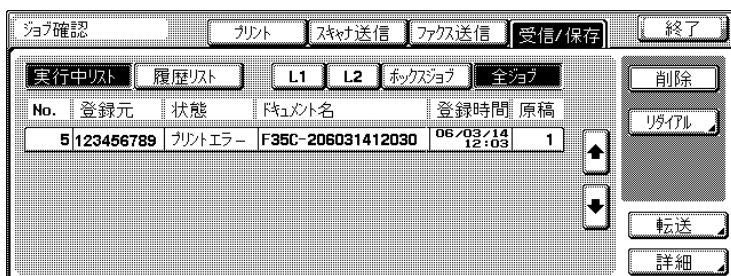 ジョブ確認 プリント スキャナ送信 ファクス送信 受信/保存 終了
実行中リスト 履歴リスト L1 L2 ボックスジョブ 全ジョブ 削除
No. 登録元 状態 ドキュメント名 登録時間 原稿 リダイアル
5 123456789 プリントエラー F35C-206031412030 06/03/14 12:03 1
転送
詳細